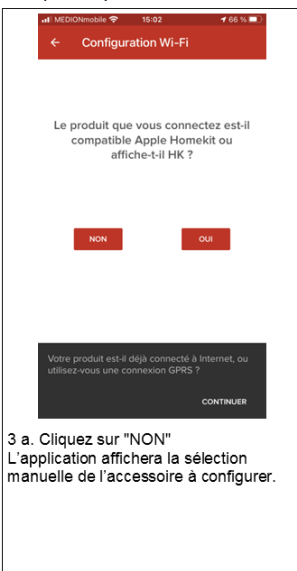 MEDIONmobile 15:02 66 %
← Configuration Wi-Fi
Le produit que vous connectez est-il
compatible Apple Homekit ou
affiche-t-il HK ?
NON OUI
Votre produit est-il déjà connecté à Internet, ou
utilisez-vous une connexion GPRS ?
CONTINUER
3 a. Cliquez sur "NON"
L'application affichera la sélection
manuelle de l'accessoire à configurer.